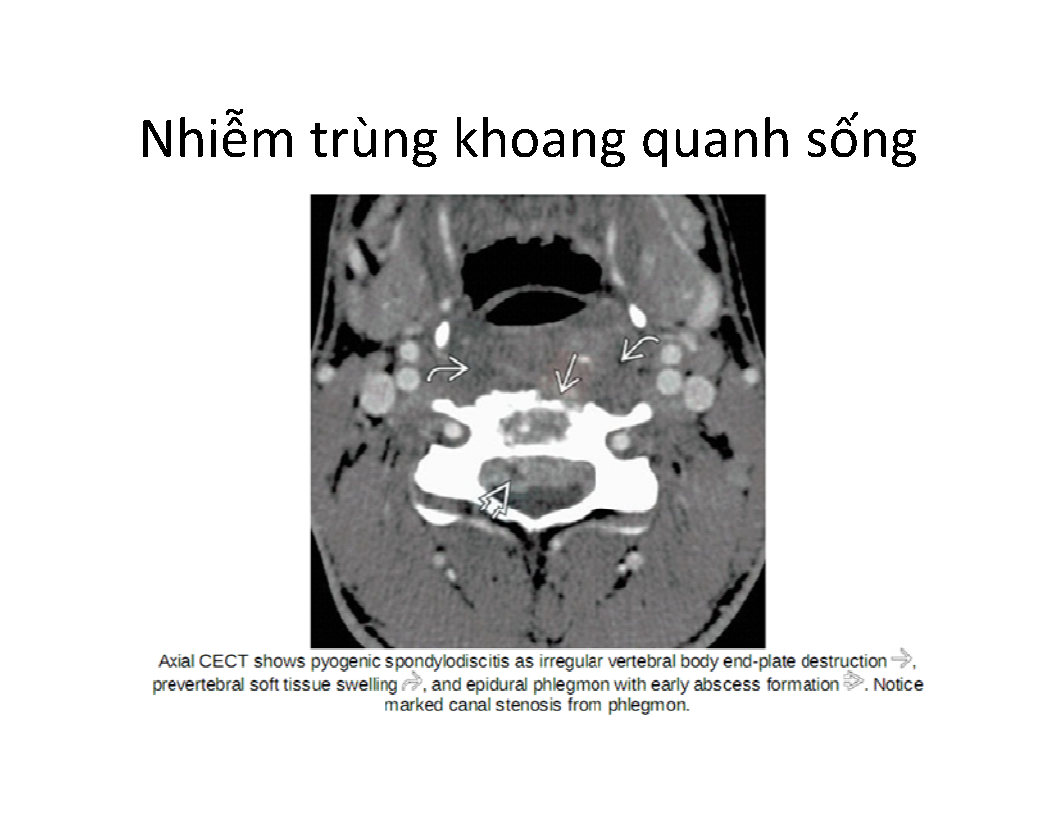 Nhiễm trùng khoang quanh sống
Axial CECT shows pyogenic spondylodiscitis as irregular vertebral body end-plate destruction ,
prevertebral soft tissue swelling , and epidural phlegmon with early abscess formation . Notice
marked canal stenosis from phlegmon.